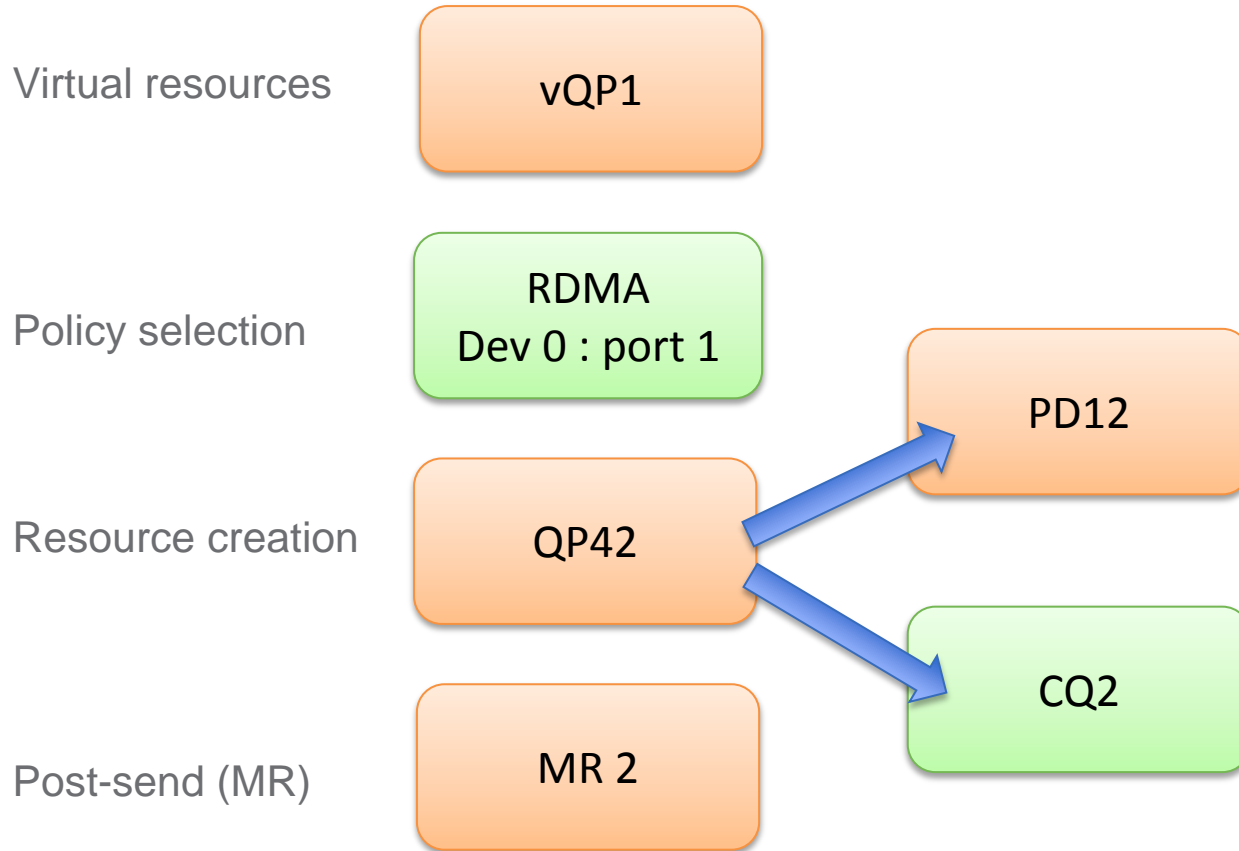 Virtual resources
vQP1
Policy selection
RDMA
Dev 0 : port 1
PD12
Resource creation
QP42
CQ2
Post-send (MR)
MR 2